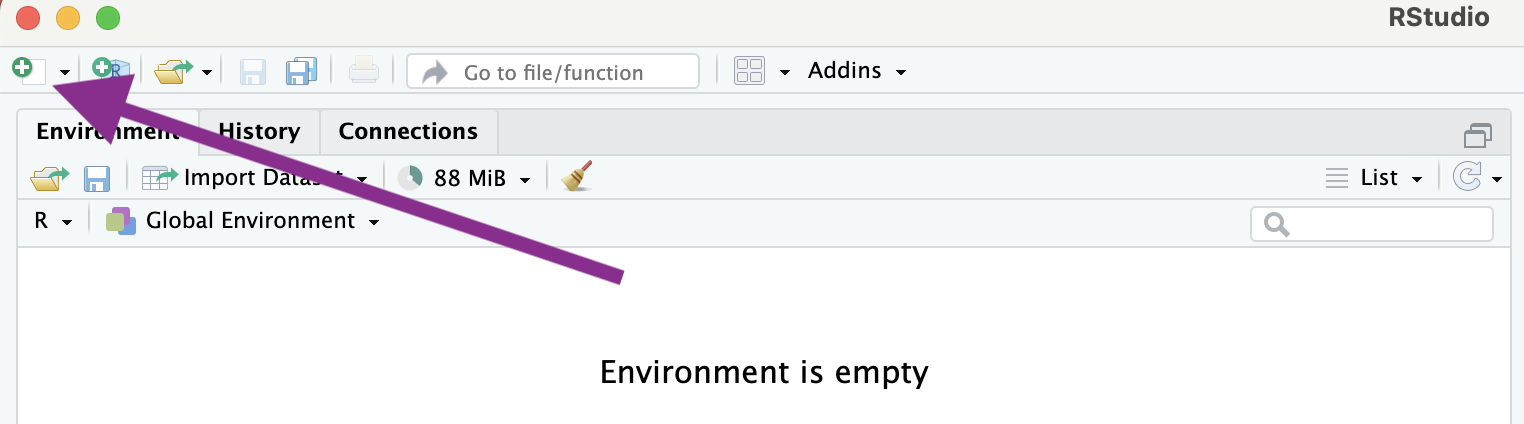 RStudio
R Go to file/function Addins
Environment History Connections
Import Dataset 88 MiB List
R Global Environment
Environment is empty